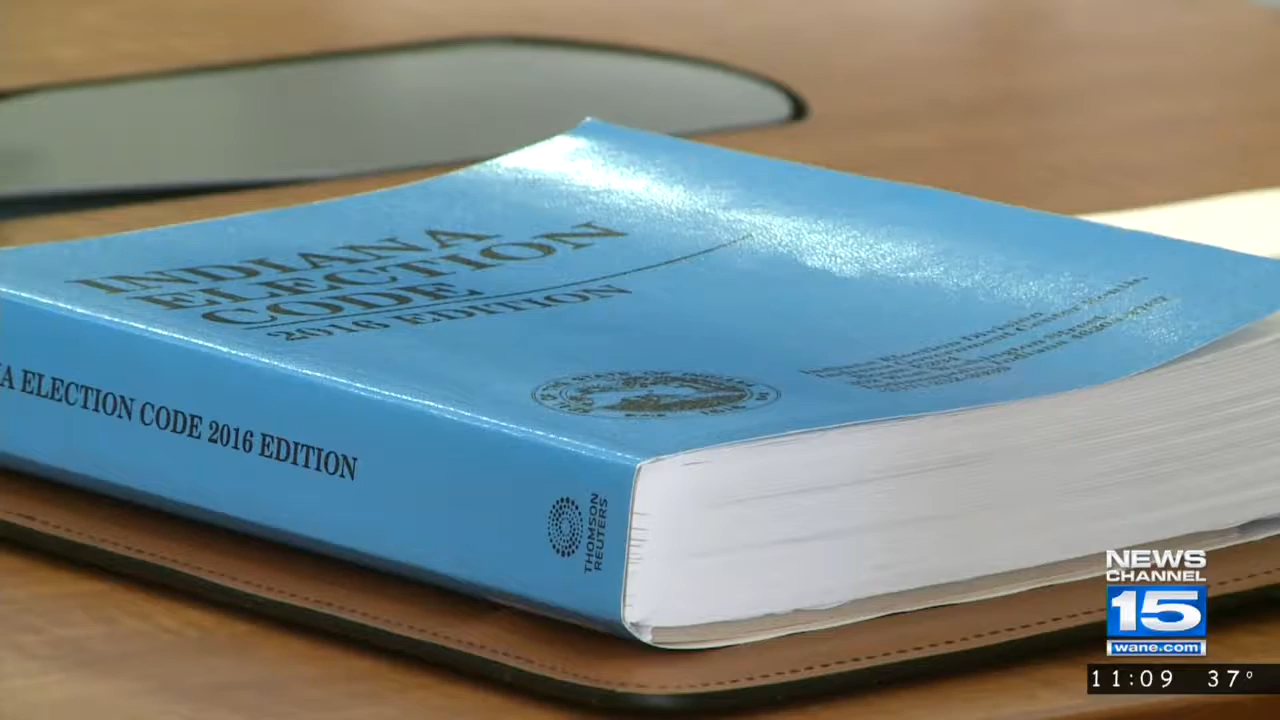 INDIANA
ELECTION
CODE
2016 EDITION
A ELECTION CODE 2016 EDITION
THOMSON
REUTERS
NEWS
CHANNEL
15
wane.com
11:09 37°